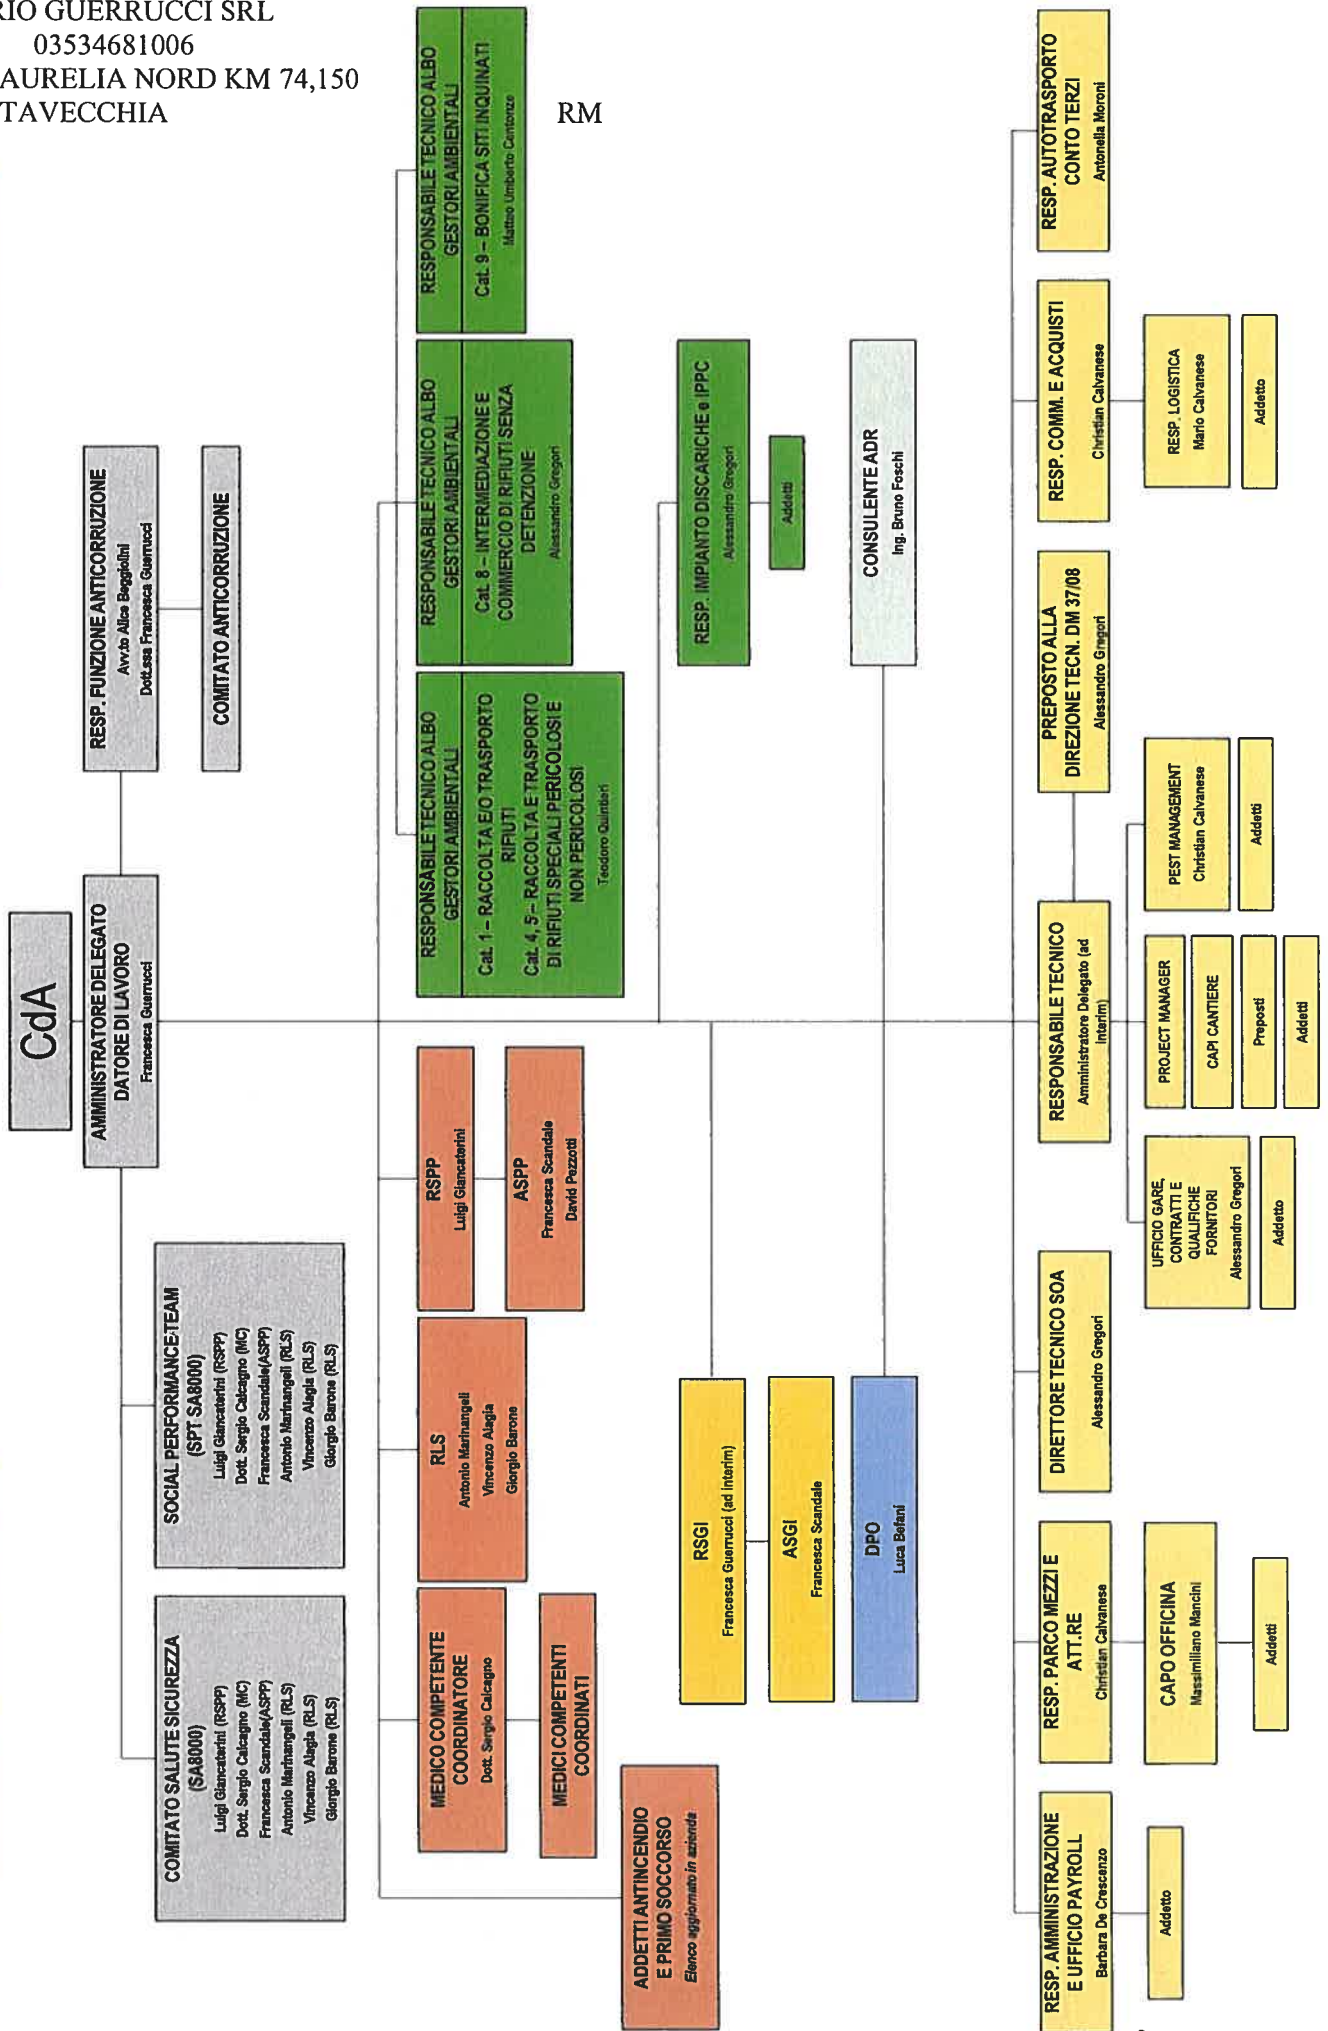 RIO GUERRUCCI SRL
03534681006
AURELIA NORD KM 74,150
TAVECCHIA
RM
CdA
AMMINISTRATORE DELEGATO
DATORE DI LAVORO
Francesca Guerrucci
RESP. FUNZIONE ANTICORRUZIONE
Avv.to Alice Beggiolini
Dott.ssa Francesca Guerrucci
COMITATO ANTICORRUZIONE
COMITATO SALUTE SICUREZZA
(SA8000)
Luigi Giancaterini (RSPP)
Dott. Sergio Calcagno (MC)
Francesca Scandale(ASPP)
Antonio Marinangeli (RLS)
Vincenzo Alagia (RLS)
Giorgio Barone (RLS)
SOCIAL PERFORMANCE TEAM
(SPT SA8000)
Luigi Giancaterini (RSPP)
Dott. Sergio Calcagno (MC)
Francesca Scandale(ASPP)
Antonio Marinangeli (RLS)
Vincenzo Alagia (RLS)
Giorgio Barone (RLS)
ADDETTI ANTINCENDIO
E PRIMO SOCCORSO
Elenco aggiornato in azienda
MEDICO COMPETENTE
COORDINATORE
Dott. Sergio Calcagno
MEDICI COMPETENTI
COORDINATI
RLS
Antonio Marinangeli
Vincenzo Alagia
Giorgio Barone
RSPP
Luigi Giancaterini
ASPP
Francesca Scandale
David Pezzotti
RESPONSABILE TECNICO ALBO
GESTORI AMBIENTALI
Cat. 1 – RACCOLTA E/O TRASPORTO
RIFIUTI
Cat. 4, 5 – RACCOLTA E TRASPORTO
DI RIFIUTI SPECIALI PERICOLOSI E
NON PERICOLOSI
Teodoro Quintieri
RESPONSABILE TECNICO ALBO
GESTORI AMBIENTALI
Cat. 8 – INTERMEDIAZIONE E
COMMERCIO DI RIFIUTI SENZA
DETENZIONE
Alessandro Gregori
RESPONSABILE TECNICO ALBO
GESTORI AMBIENTALI
Cat. 9 – BONIFICA SITI INQUINATI
Matteo Umberto Centonze
RESP. IMPIANTO DISCARICHE e IPPC
Alessandro Gregori
Addetti
RSGI
Francesca Guerrucci (ad interim)
ASGI
Francesca Scandale
DPO
Luca Befani
CONSULENTE ADR
Ing. Bruno Foschi
RESP. AMMINISTRAZIONE
E UFFICIO PAYROLL
Barbara De Crescenzo
Addetto
RESP. PARCO MEZZI E
ATT.RE
Christian Calvanese
CAPO OFFICINA
Massimiliano Mancini
Addetti
DIRETTORE TECNICO SOA
Alessandro Gregori
RESPONSABILE TECNICO
Amministratore Delegato (ad
interim)
PREPOSTO ALLA
DIREZIONE TECN. DM 37/08
Alessandro Gregori
UFFICIO GARE,
CONTRATTI E
QUALIFICHE
FORNITORI
Alessandro Gregori
Addetto
PROJECT MANAGER
CAPI CANTIERE
Preposti
Addetti
PEST MANAGEMENT
Christian Calvanese
Addetti
RESP. COMM. E ACQUISTI
Christian Calvanese
RESP. LOGISTICA
Mario Calvanese
Addetto
RESP. AUTOTRASPORTO
CONTO TERZI
Antonella Moroni